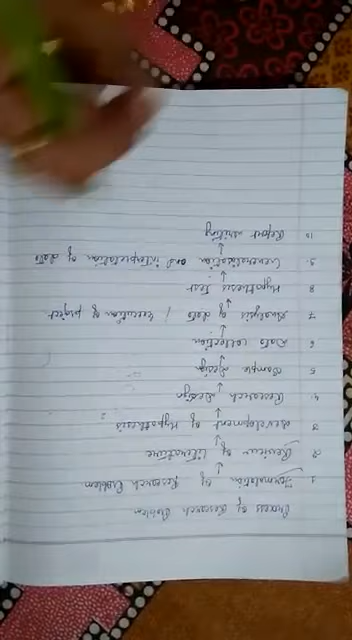 Process of Research Problem
1. Formulation of Research Problem
2. Review of Literature
3. Development of Hypothesis
4. Research Design
5 Sample Design
6 Data collection
7 Analysis of data / Execution of project
8 Hypothesis Test
9. Generalisation and interpretation of data
10 Report writing